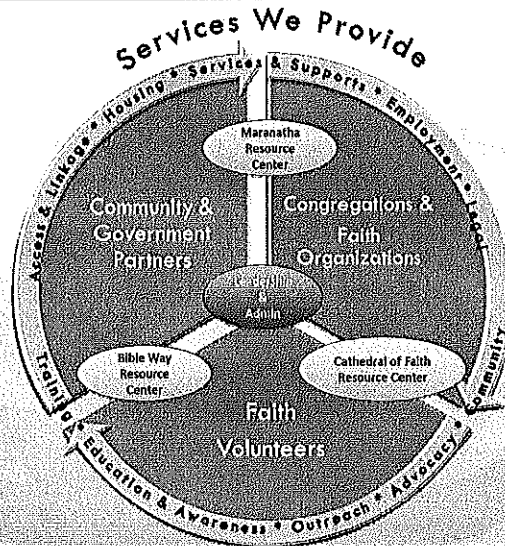 Services We Provide
Access & Linkage • Housing • Services & Supports • Employment • Legal
Community • Advocacy • Outreach • Education & Awareness • Training
Maranatha
Resource
Center
Community &
Government
Partners
Congregations &
Faith
Organizations
Leadership
&
Admin
Bible Way
Resource
Center
Cathedral of Faith
Resource Center
Faith
Volunteers